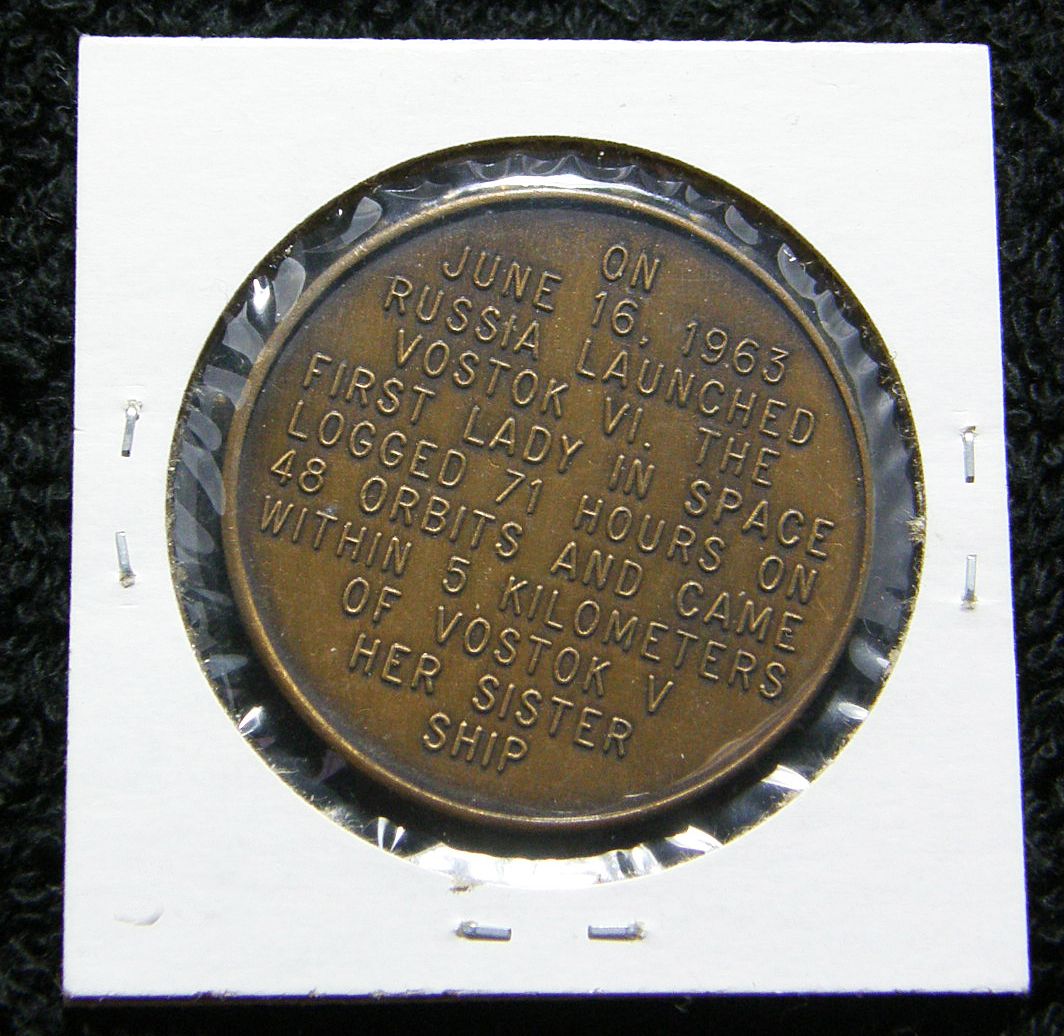 ON
JUNE 16, 1963
RUSSIA LAUNCHED
VOSTOK VI. THE
FIRST LADY IN SPACE
LOGGED 71 HOURS ON
48 ORBITS AND CAME
WITHIN 5 KILOMETERS
OF VOSTOK V
HER SISTER
SHIP